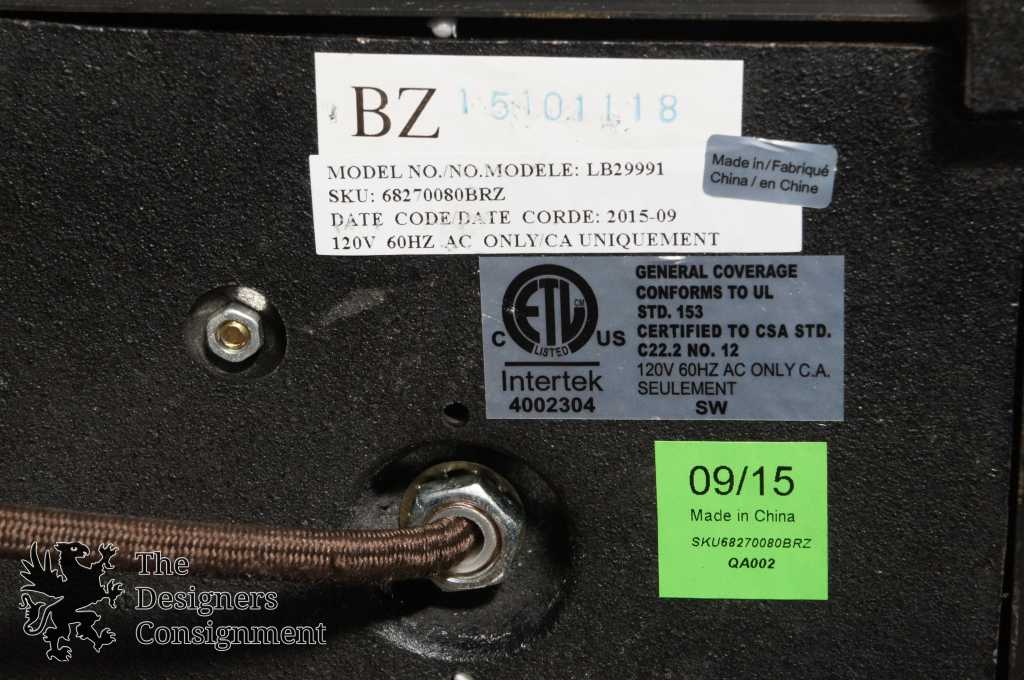 BZ 15101118
MODEL NO./NO.MODELE: LB29991
SKU: 68270080BRZ
DATE CODE/DATE CORDE: 2015-09
120V 60HZ AC ONLY/CA UNIQUEMENT
Made in/Fabriqué
China/en Chine
ETL CM
LISTED
C US
Intertek
4002304
GENERAL COVERAGE
CONFORMS TO UL
STD. 153
CERTIFIED TO CSA STD.
C22.2 NO. 12
120V 60HZ AC ONLY C.A.
SEULEMENT
SW
09/15
Made in China
SKU68270080BRZ
QA002
The
Designers
Consignment